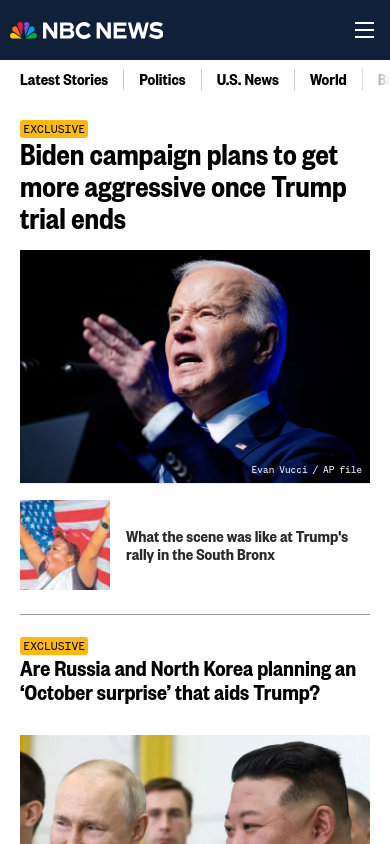 NBC NEWS
Latest Stories
Politics
U.S. News
World
EXCLUSIVE
Biden campaign plans to get
more aggressive once Trump
trial ends
Evan Vucci / AP file
What the scene was like at Trump's
rally in the South Bronx
EXCLUSIVE
Are Russia and North Korea planning an
‘October surprise’ that aids Trump?